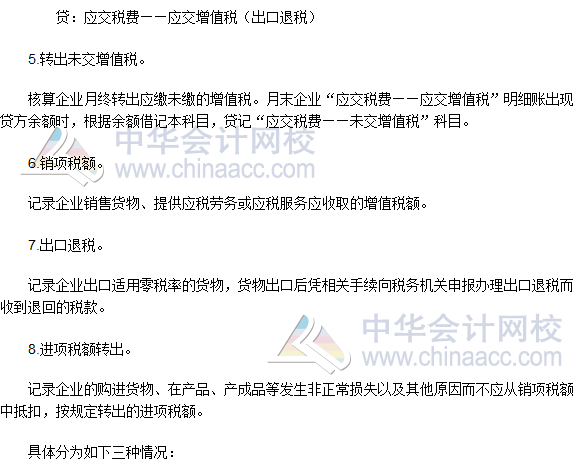 贷：应交税费——应交增值税（出口退税）
5.转出未交增值税。
核算企业月终转出应缴未缴的增值税。月末企业“应交税费——应交增值税”明细账出现
贷方余额时，根据余额借记本科目，贷记“应交税费——未交增值税”科目。
中华会计网校
www.chinaacc.com
6.销项税额。
记录企业销售货物、提供应税劳务或应税服务应收取的增值税额。
7.出口退税。
记录企业出口适用零税率的货物，货物出口后凭相关手续向税务机关申报办理出口退税而
收到退回的税款。
中华会计网校
www.chinaacc.com
8.进项税额转出。
记录企业的购进货物、在产品、产成品等发生非正常损失以及其他原因而不应从销项税额
中抵扣，按规定转出的进项税额。
具体分为如下三种情况：